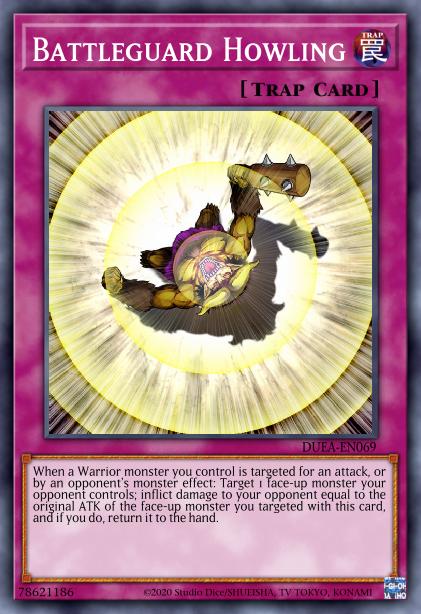 BATTLEGUARD HOWLING
TRAP
罠
[TRAP CARD]
DUEA-EN069
When a Warrior monster you control is targeted for an attack, or
by an opponent's monster effect: Target 1 face-up monster your
opponent controls; inflict damage to your opponent equal to the
original ATK of the face-up monster you targeted with this card,
and if you do, return it to the hand.
78621186
©2020 Studio Dice/SHUEISHA, TV TOKYO, KONAMI